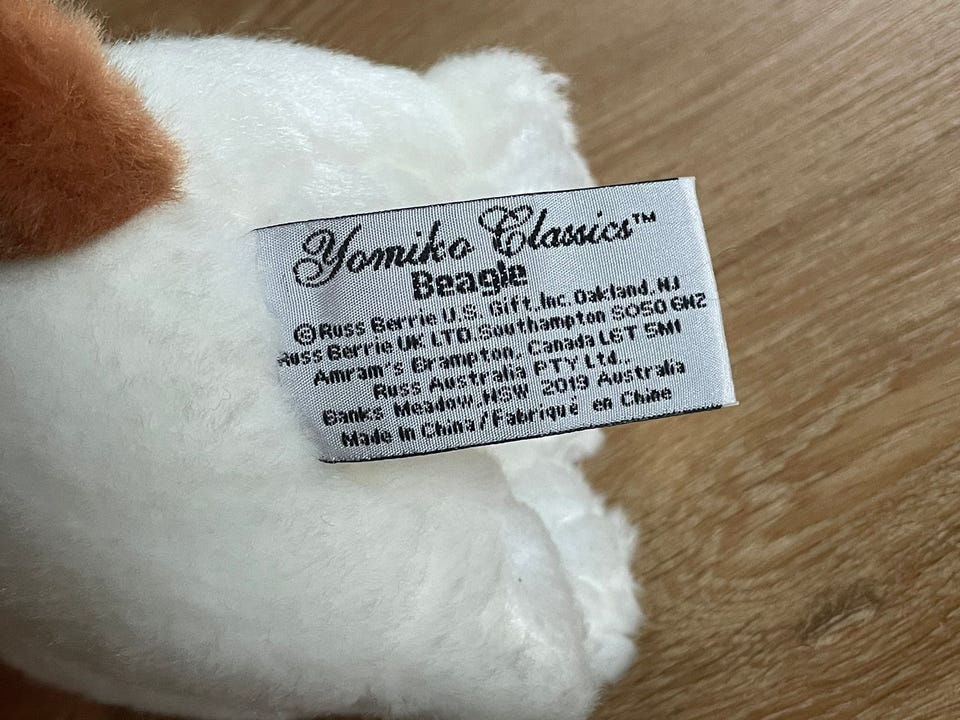 Yomiko Classics™
Beagle
©Russ Berrie U.S. Gift,Inc.Oakland,NJ
Russ Berrie UK LTD.Southampton SO50 6NZ
Amram's Brampton, Canada L6T 5M1
Russ Australia PTY Ltd..
Banks Meadow,NSW 2019 Australia
Made in China/Fabriqué en Chine